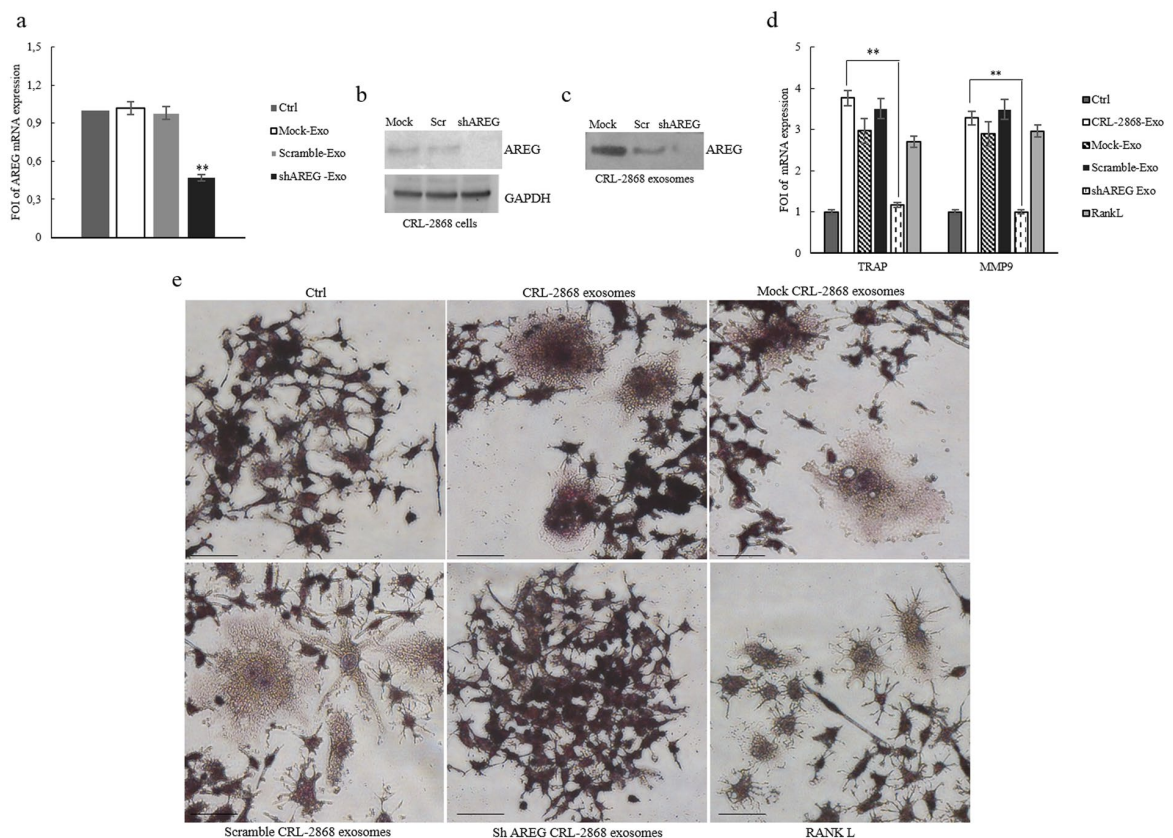 a
1,5
1,2
0,9
0,6
0,3
0
FOI of AREG mRNA expression
**
Ctrl
Mock-Exo
Scramble-Exo
shAREG -Exo
b
Mock Scr shAREG
AREG
GAPDH
CRL-2868 cells
c
Mock Scr shAREG
AREG
CRL-2868 exosomes
d
5
4
3
2
1
0
FOI of mRNA expression
**
**
TRAP MMP9
Ctrl
CRL-2868-Exo
Mock-Exo
Scramble-Exo
shAREG Exo
RankL
e
Ctrl CRL-2868 exosomes Mock CRL-2868 exosomes
Scramble CRL-2868 exosomes Sh AREG CRL-2868 exosomes RANK L